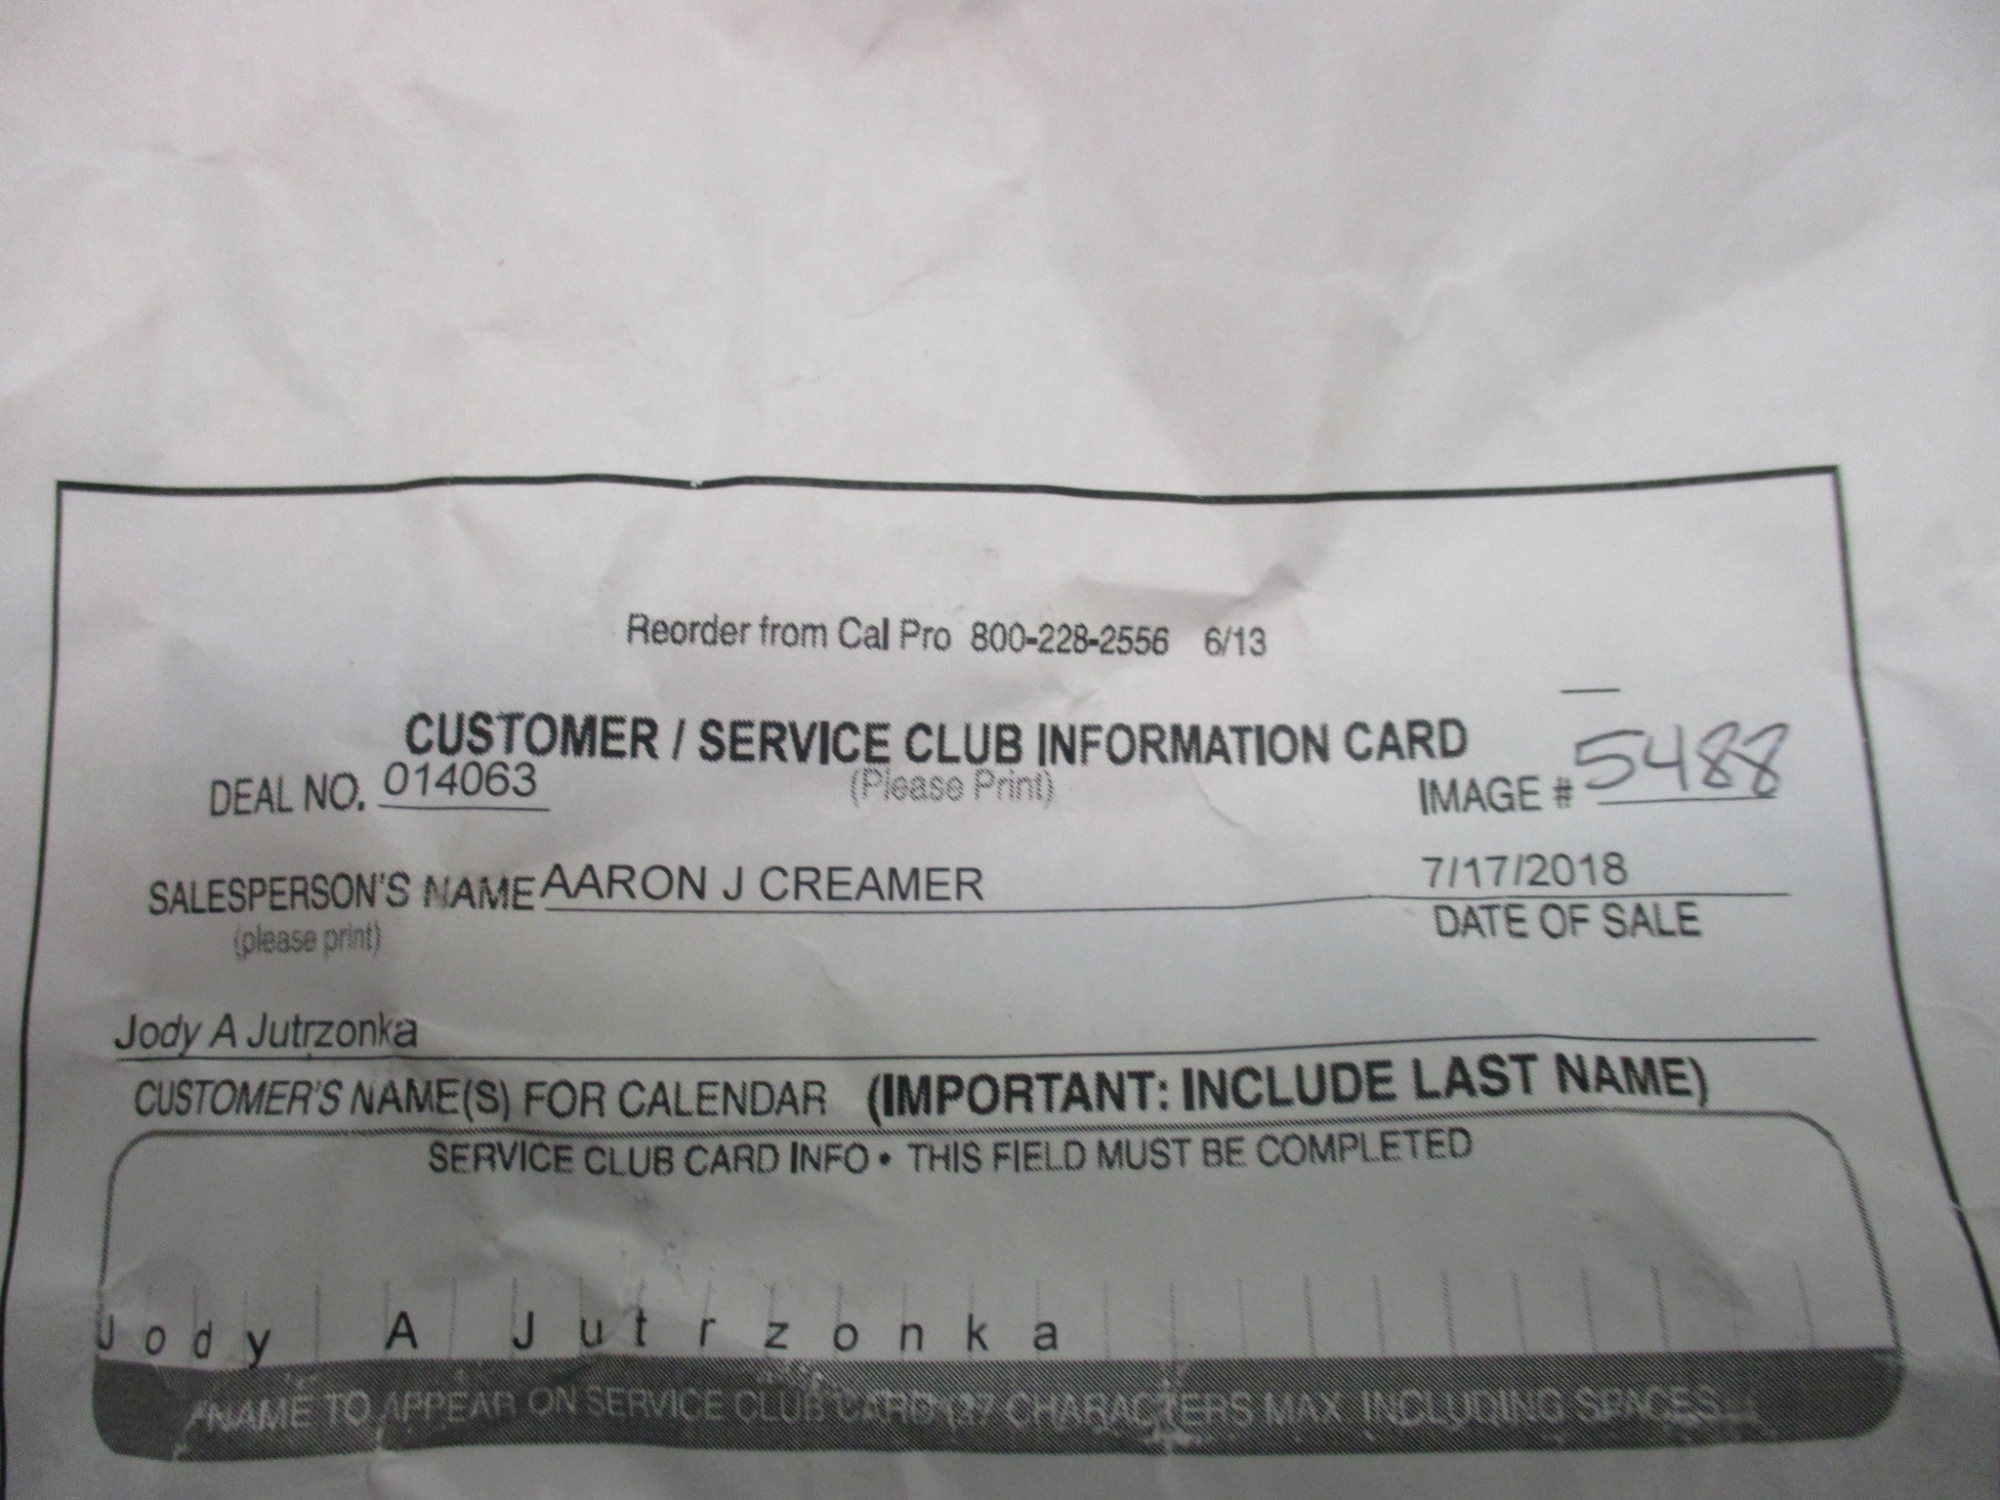 Reorder from Cal Pro 800-228-2556 6/13
CUSTOMER / SERVICE CLUB INFORMATION CARD
DEAL NO. 014063 (Please Print) IMAGE # 5488
SALESPERSON'S NAME AARON J CREAMER 7/17/2018
(please print) DATE OF SALE
Jody A Jutrzonka
CUSTOMER'S NAME(S) FOR CALENDAR (IMPORTANT: INCLUDE LAST NAME)
SERVICE CLUB CARD INFO • THIS FIELD MUST BE COMPLETED
Jody A Jutrzonka
NAME TO APPEAR ON SERVICE CLUB CARD (27 CHARACTERS MAX INCLUDING SPACES